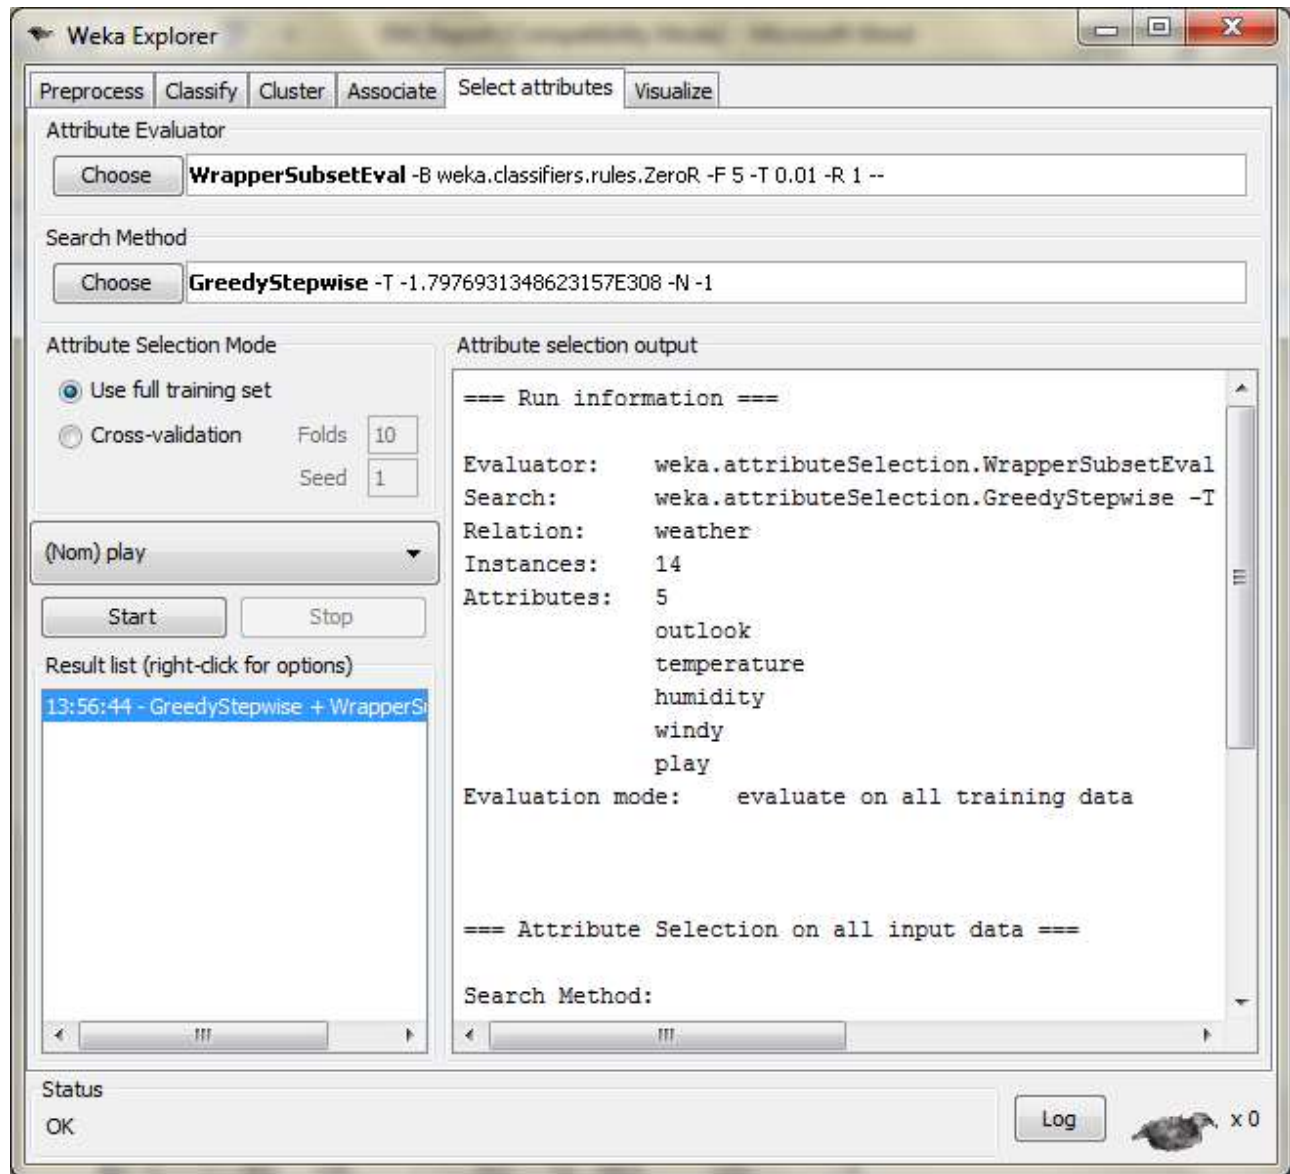 Weka Explorer
Preprocess Classify Cluster Associate Select attributes Visualize
Attribute Evaluator
Choose WrapperSubsetEval -B weka.classifiers.rules.ZeroR -F 5 -T 0.01 -R 1 --
Search Method
Choose GreedyStepwise -T -1.7976931348623157E308 -N -1
Attribute Selection Mode
Use full training set
Cross-validation Folds 10
Seed 1
(Nom) play
Start Stop
Result list (right-click for options)
13:56:44 - GreedyStepwise + WrapperSu
Attribute selection output
=== Run information ===
Evaluator: weka.attributeSelection.WrapperSubsetEval
Search: weka.attributeSelection.GreedyStepwise -T
Relation: weather
Instances: 14
Attributes: 5
outlook
temperature
humidity
windy
play
Evaluation mode: evaluate on all training data
=== Attribute Selection on all input data ===
Search Method:
Status
OK
Log x 0